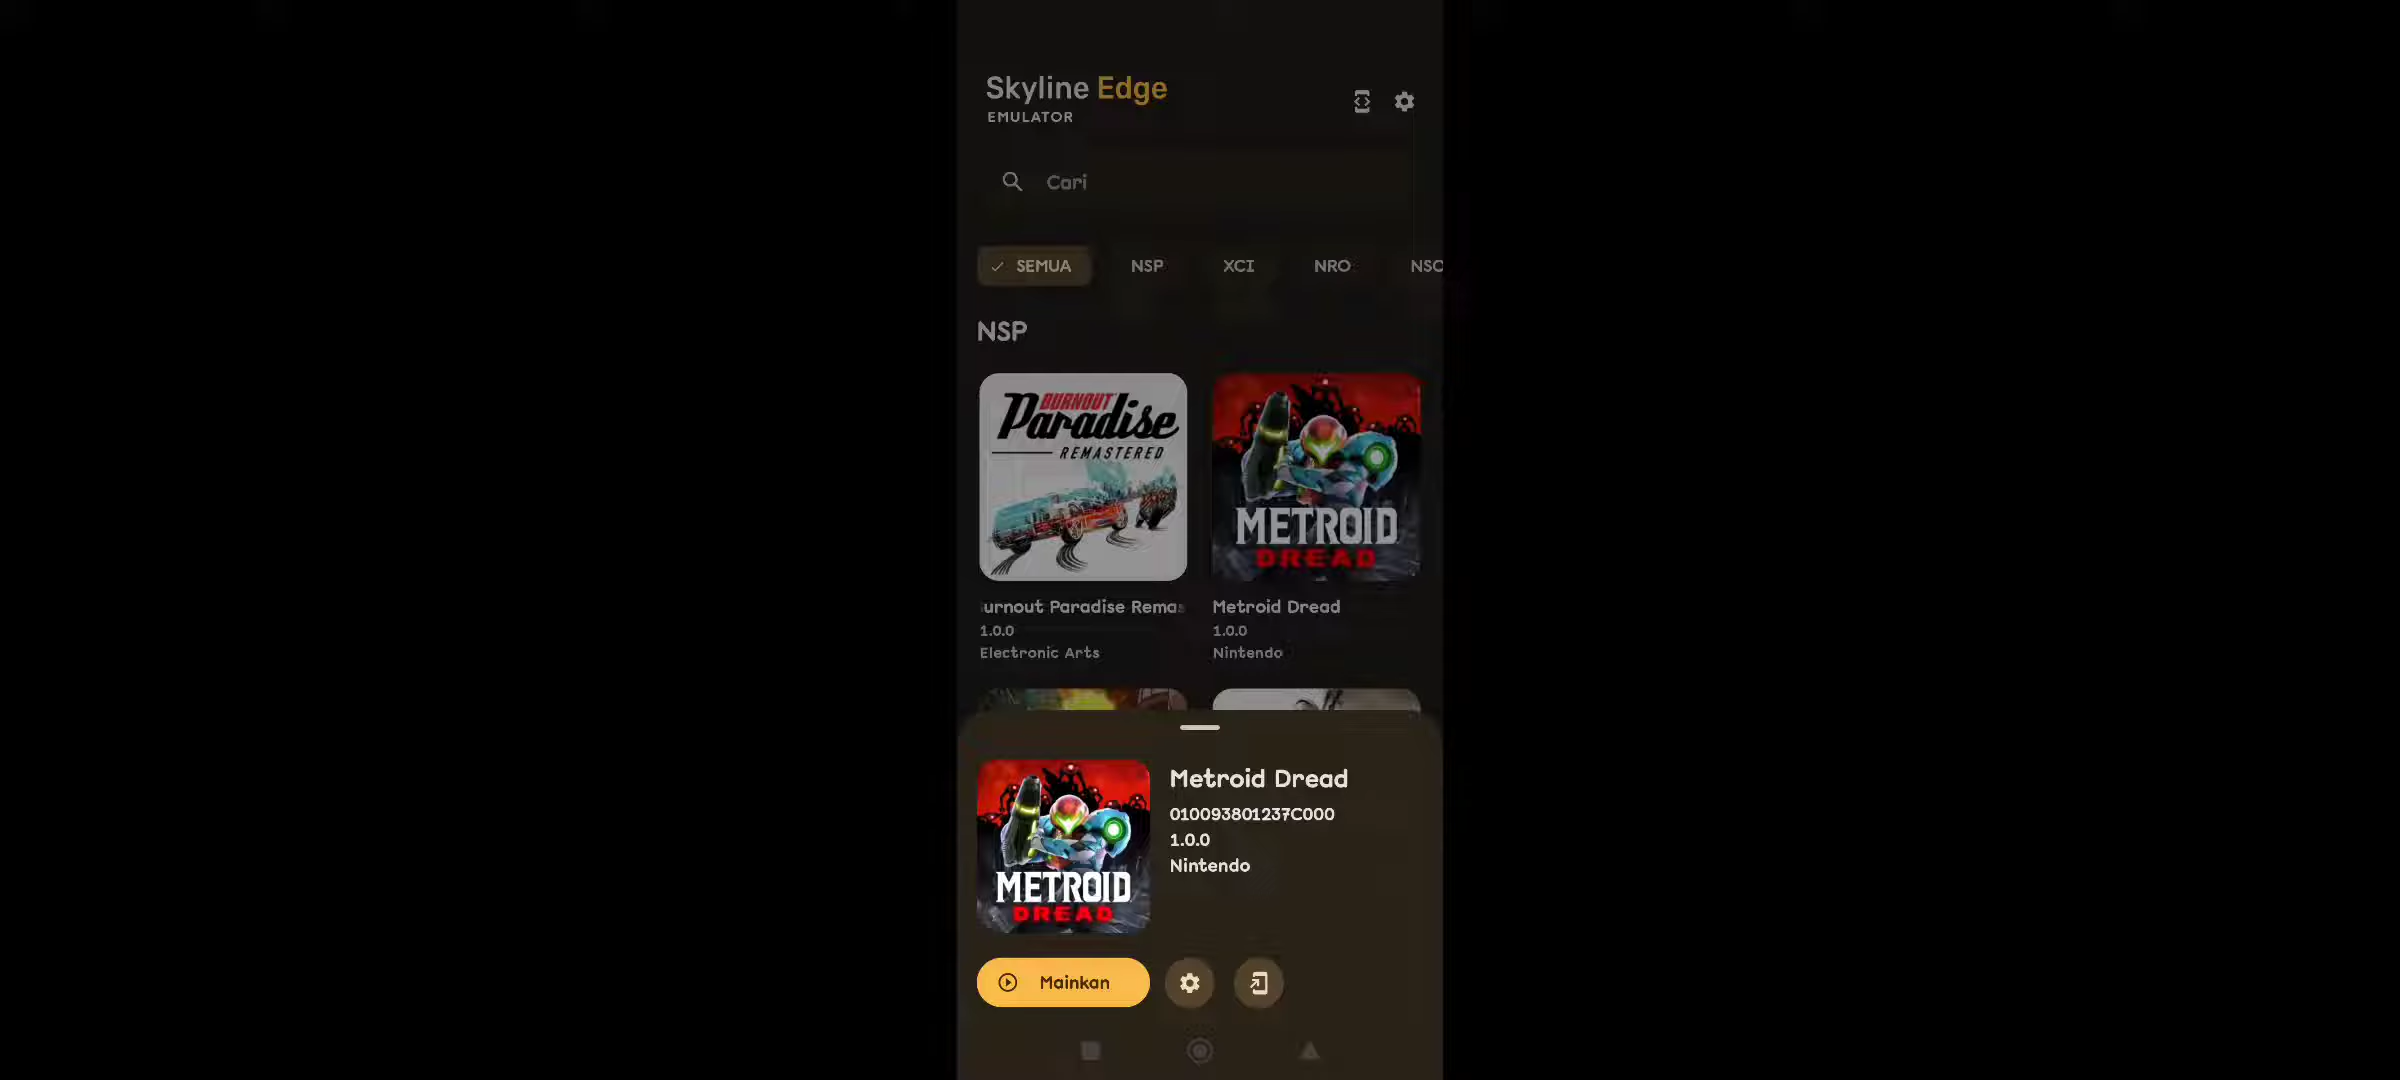 Skyline Edge
EMULATOR
Cari
SEMUA
NSP
XCI
NRO
NSO
NSP
BURNOUT
Paradise
REMASTERED
METROID
DREAD
urnout Paradise Remas
1.0.0
Electronic Arts
Metroid Dread
1.0.0
Nintendo
METROID
DREAD
Metroid Dread
010093801237C000
1.0.0
Nintendo
Mainkan